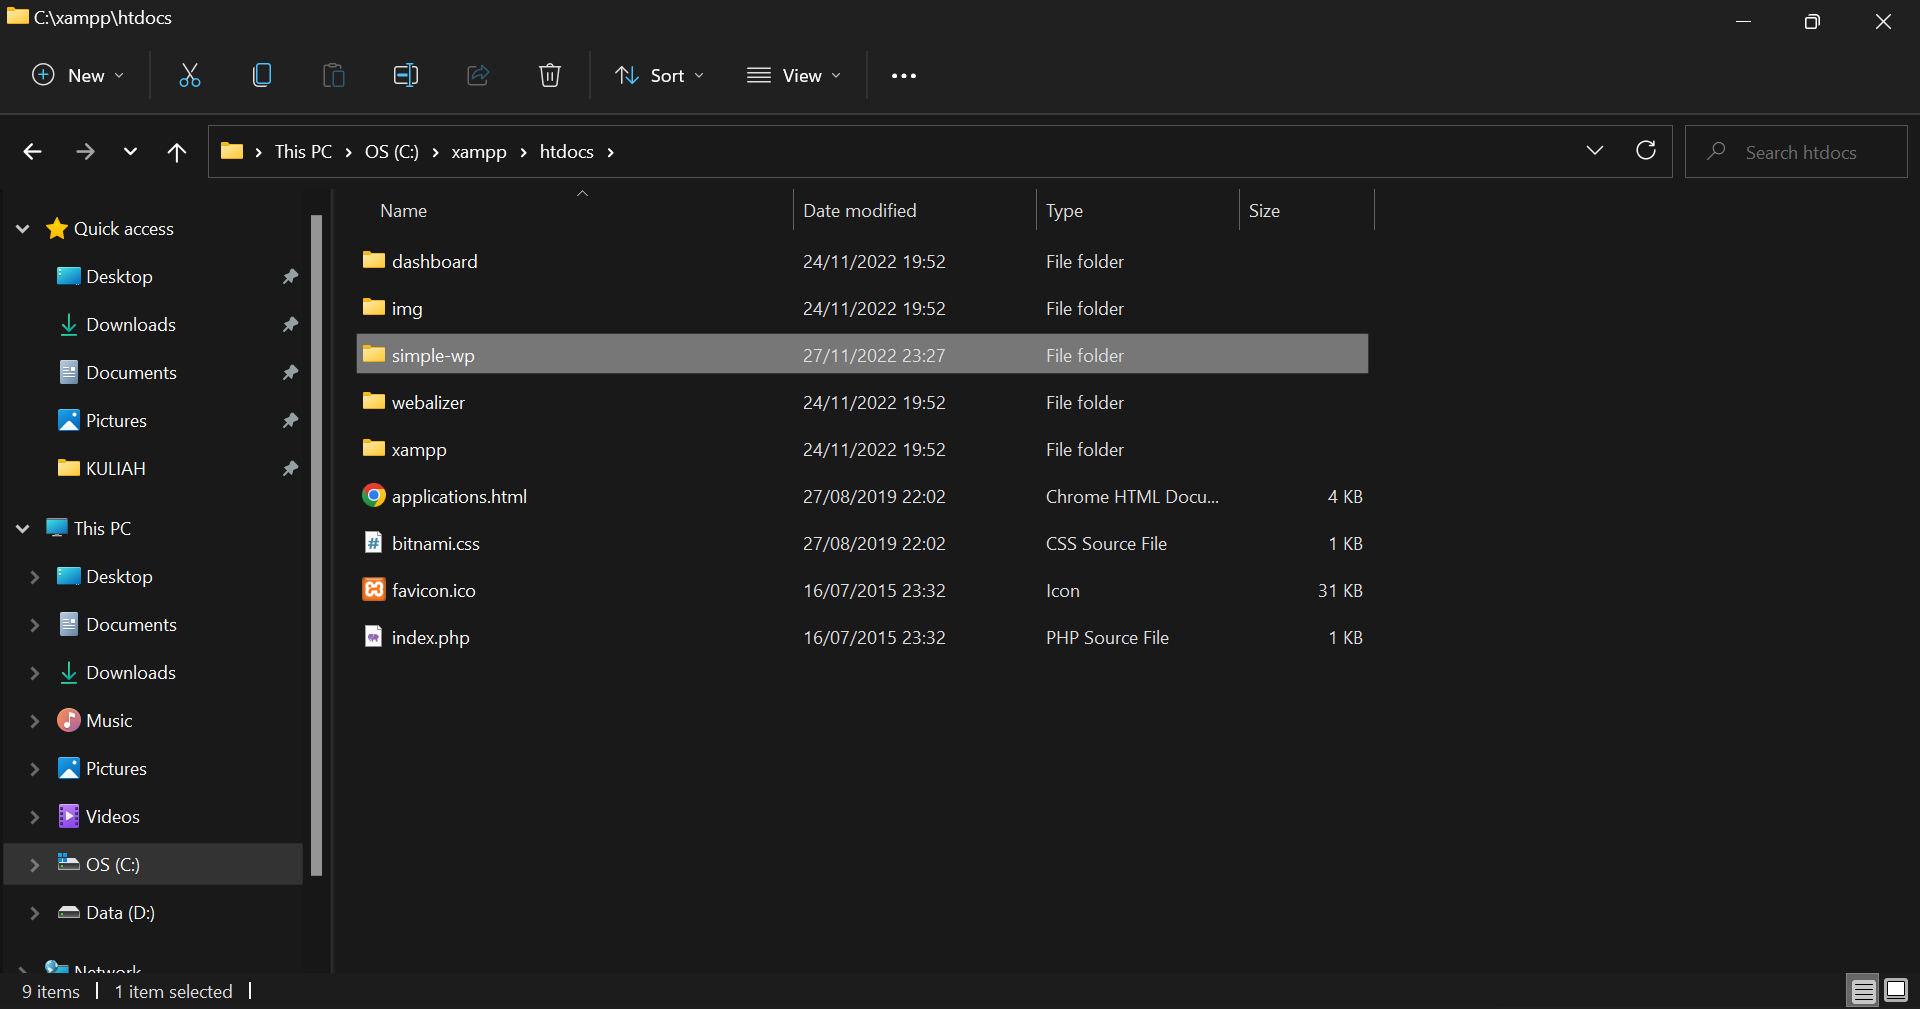 C:\xampp\htdocs
New Sort View
This PC OS (C:) xampp htdocs Search htdocs
Name Date modified Type Size
Quick access
Desktop
Downloads
Documents
Pictures
KULIAH
This PC
Desktop
Documents
Downloads
Music
Pictures
Videos
OS (C:)
Data (D:)
Network
dashboard 24/11/2022 19:52 File folder
img 24/11/2022 19:52 File folder
simple-wp 27/11/2022 23:27 File folder
webalizer 24/11/2022 19:52 File folder
xampp 24/11/2022 19:52 File folder
applications.html 27/08/2019 22:02 Chrome HTML Docu... 4 KB
bitnami.css 27/08/2019 22:02 CSS Source File 1 KB
favicon.ico 16/07/2015 23:32 Icon 31 KB
index.php 16/07/2015 23:32 PHP Source File 1 KB
9 items 1 item selected